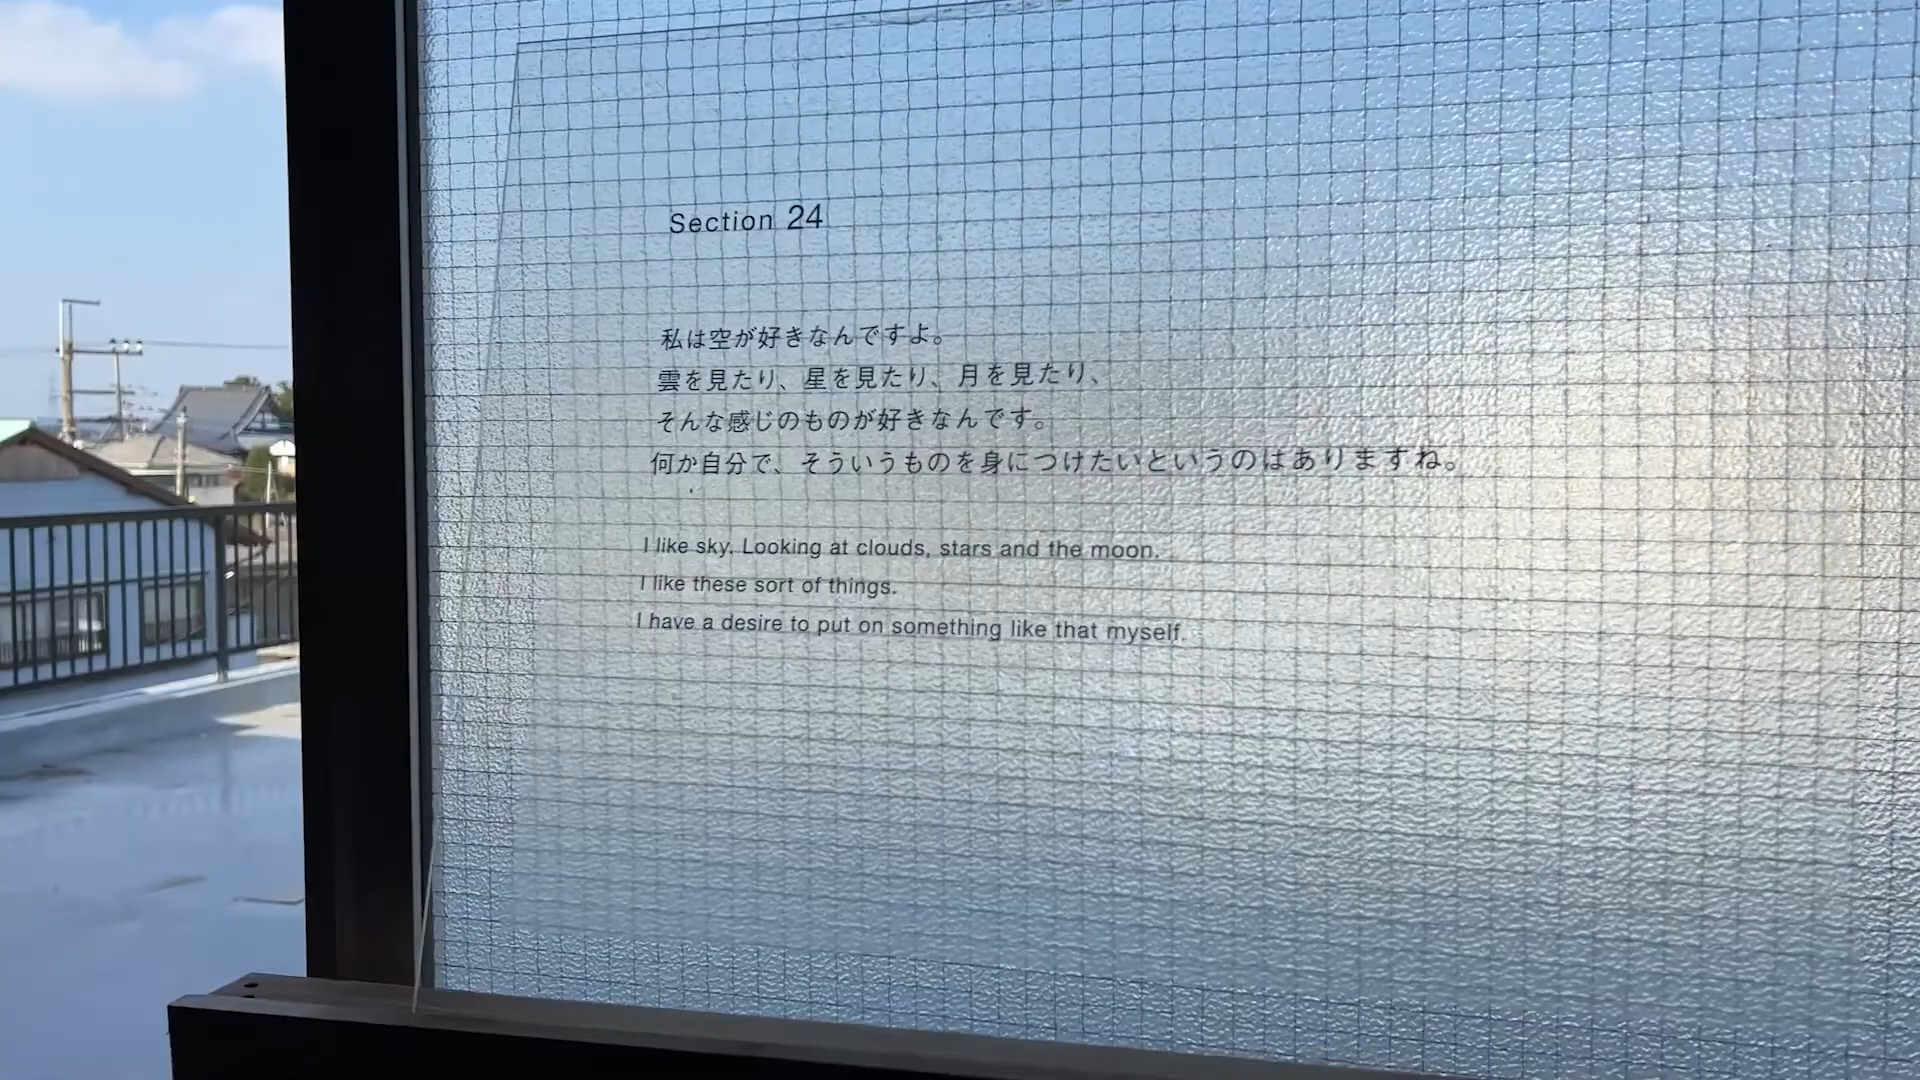 Section 24
私は空が好きなんですよ。
雲を見たり、星を見たり、月を見たり、
そんな感じのものが好きなんです。
何か自分で、そういうものを身につけたいというのはありますね。
I like sky. Looking at clouds, stars and the moon.
I like these sort of things.
I have a desire to put on something like that myself.